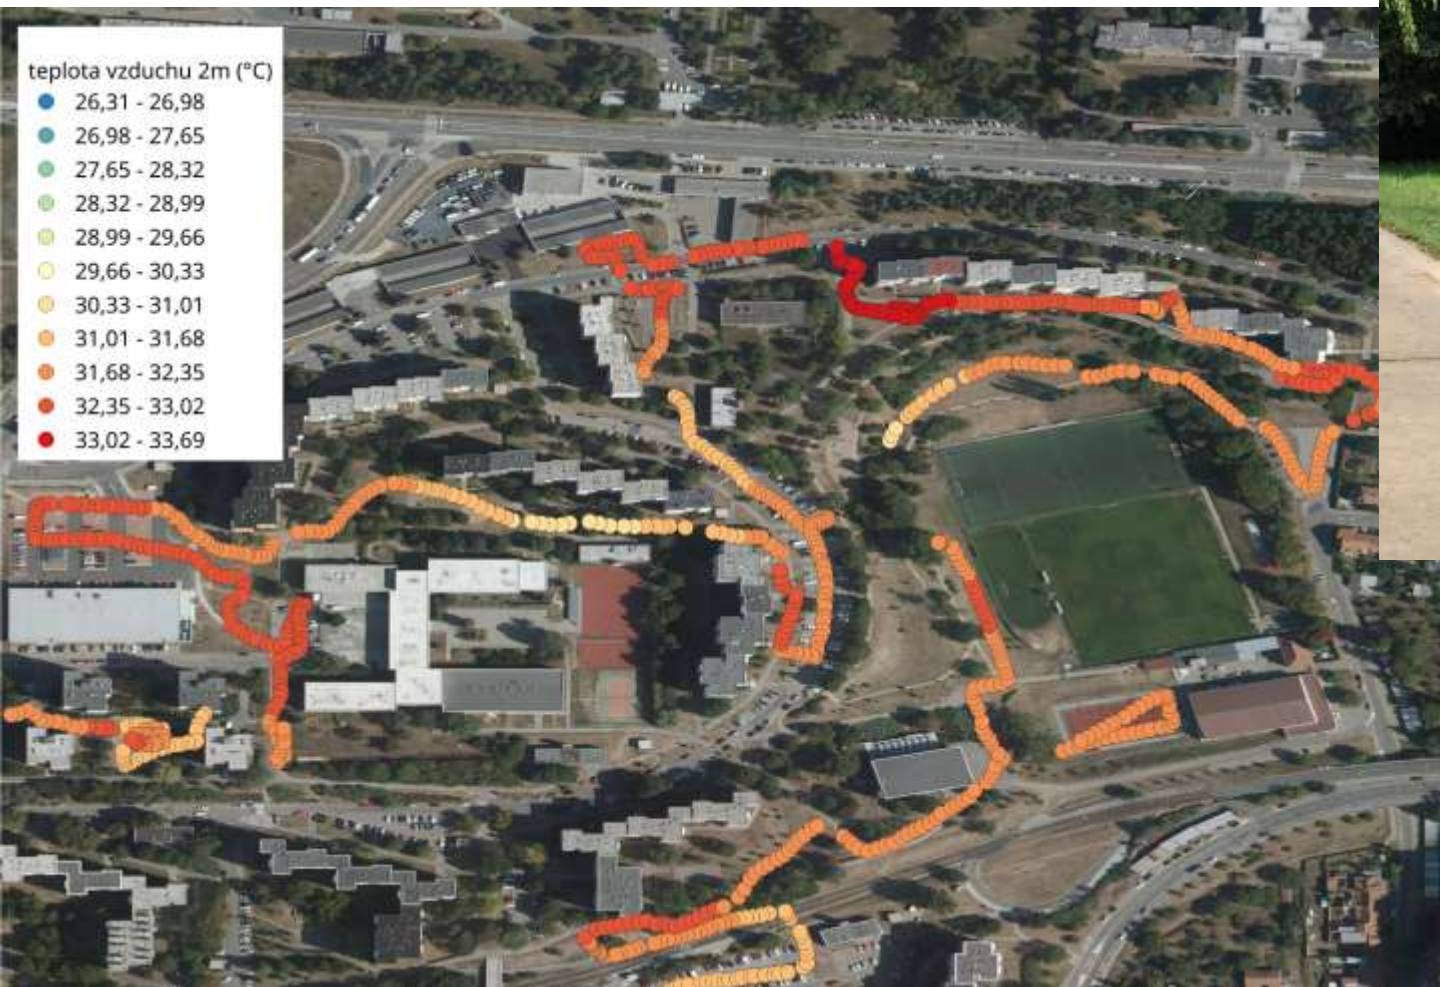 teplota vzduchu 2m (°C)
26,31 - 26,98
26,98 - 27,65
27,65 - 28,32
28,32 - 28,99
28,99 - 29,66
29,66 - 30,33
30,33 - 31,01
31,01 - 31,68
31,68 - 32,35
32,35 - 33,02
33,02 - 33,69